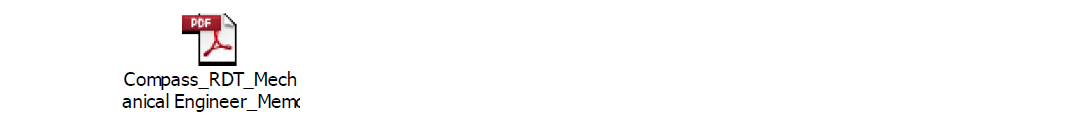 PDF
Compass_RDT_Mech
anical Engineer_Memo